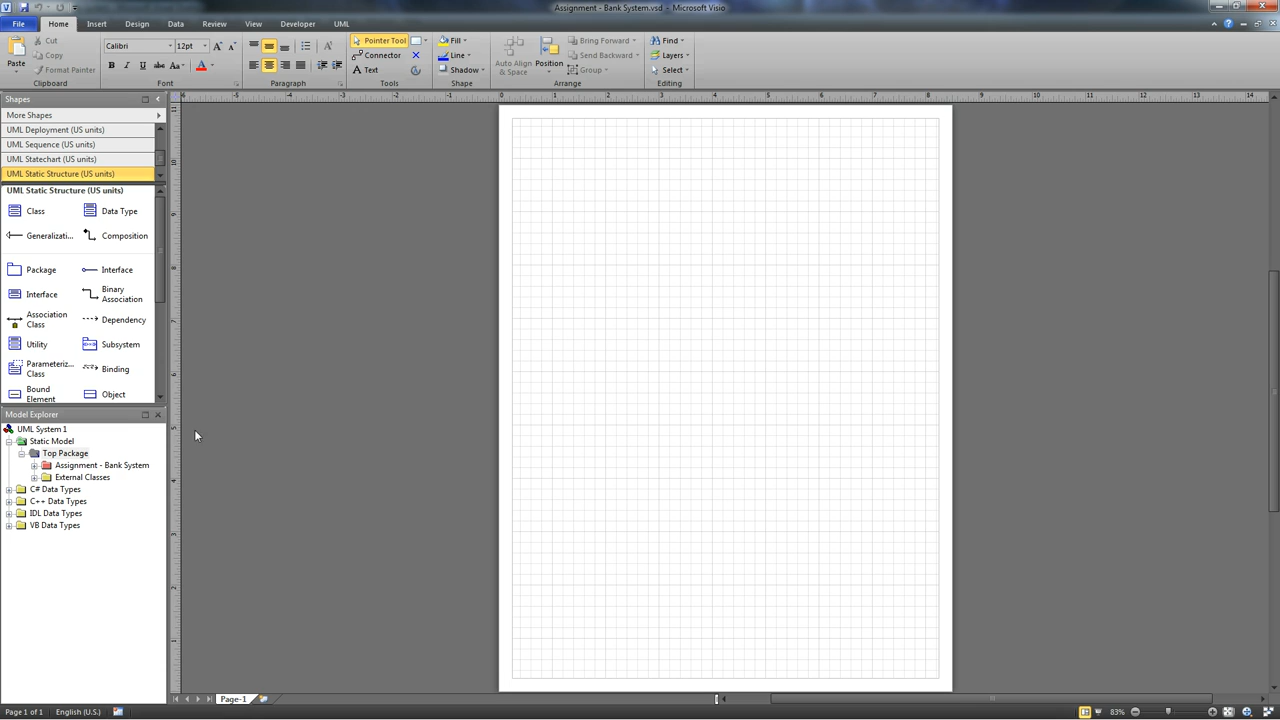 Assignment - Bank System.vsd - Microsoft Visio
File Home Insert Design Data Review View Developer UML
Paste
Cut
Copy
Format Painter
Clipboard
Calibri 12pt
B I U abc Aa A
Font
Paragraph
Pointer Tool
Connector
A Text
Tools
Fill
Line
Shadow
Shape
Auto Align & Space
Position
Bring Forward
Send Backward
Group
Arrange
Find
Layers
Select
Editing
Shapes
More Shapes
UML Deployment (US units)
UML Sequence (US units)
UML Statechart (US units)
UML Static Structure (US units)
UML Static Structure (US units)
Class Data Type
Generalizati... Composition
Package Interface
Interface Binary Association
Association Class Dependency
Utility Subsystem
Parameteriz... Class Binding
Bound Element Object
Model Explorer
UML System 1
Static Model
Top Package
Assignment - Bank System
External Classes
C# Data Types
C++ Data Types
IDL Data Types
VB Data Types
Page-1
Page 1 of 1 English (U.S.) 83%